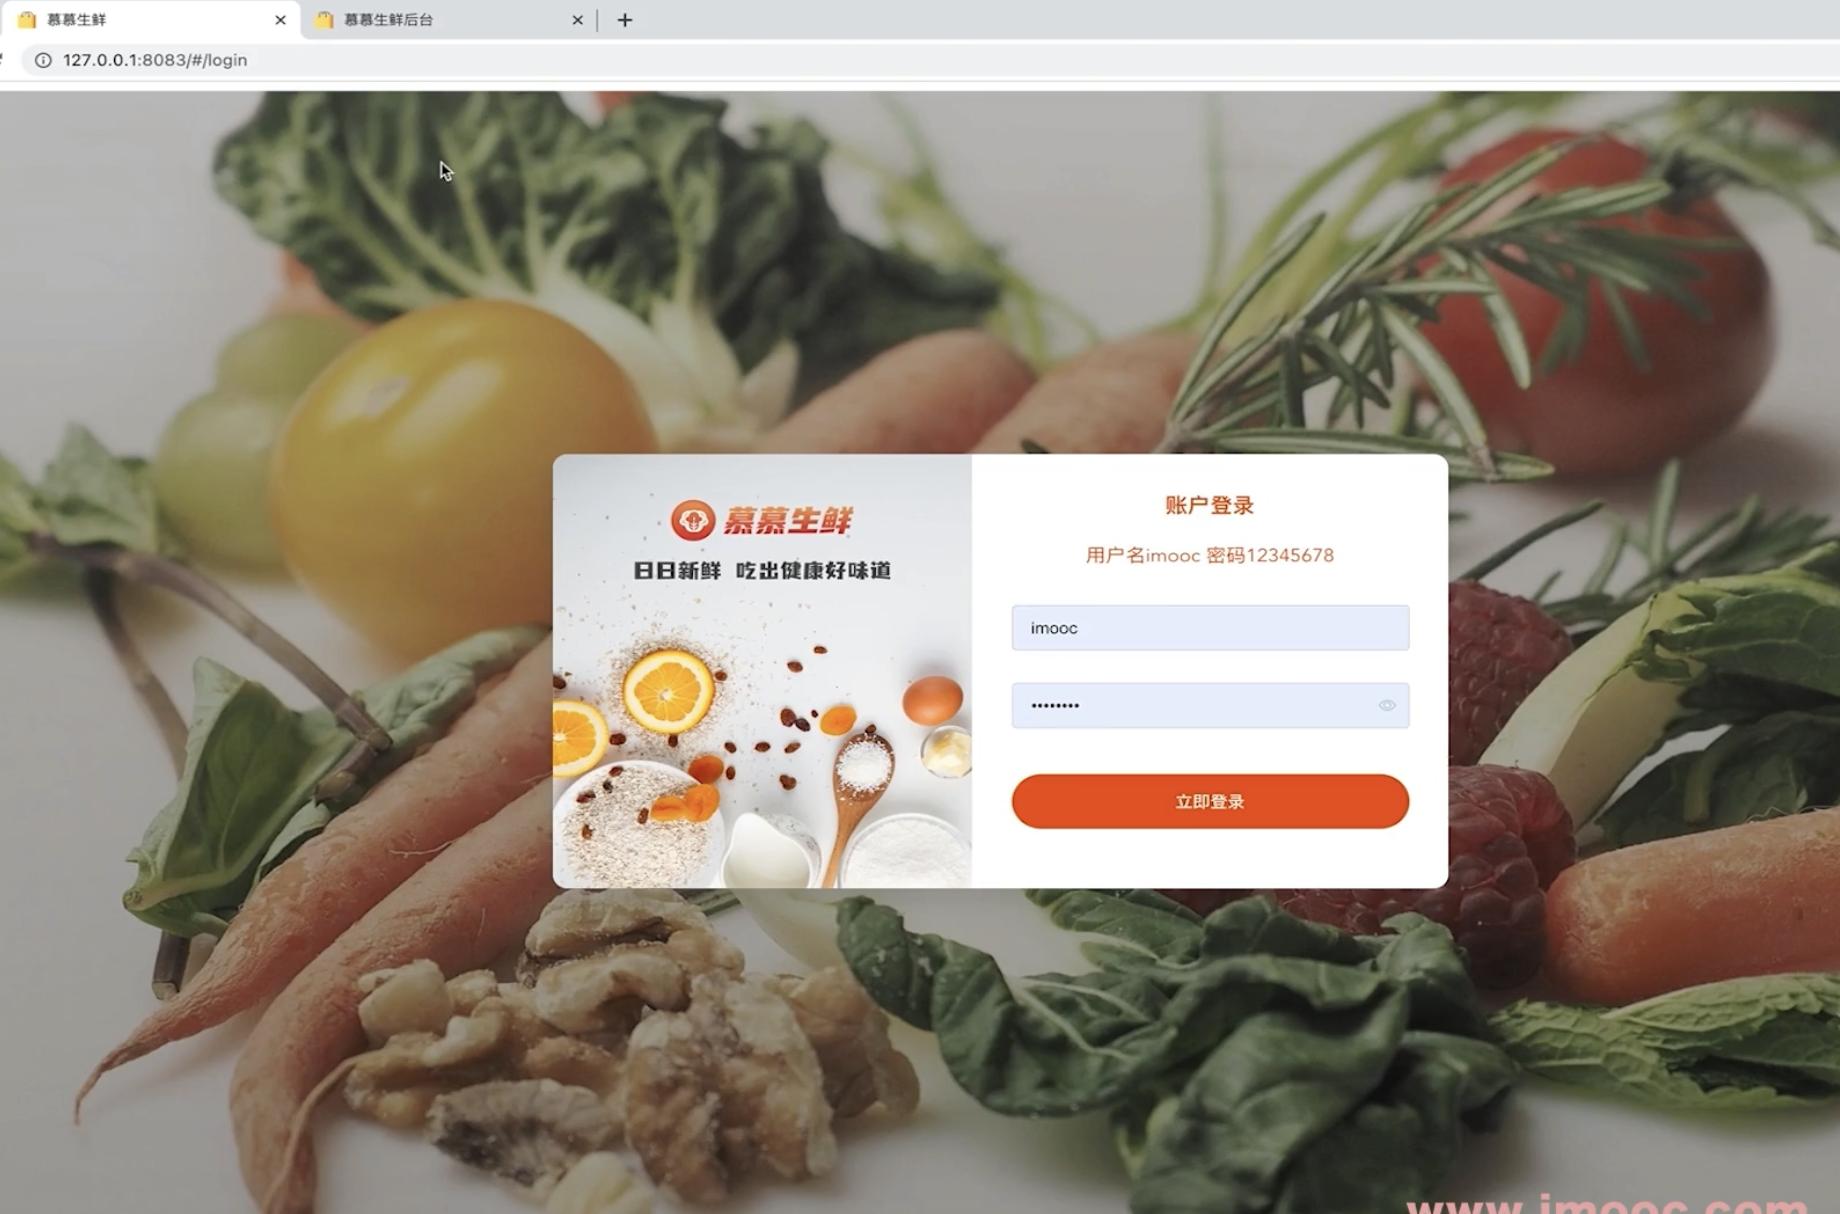 慕慕生鲜
慕慕生鲜后台
127.0.0.1:8083/#/login
慕慕生鲜
日日新鲜 吃出健康好味道
账户登录
用户名imooc 密码12345678
imooc
••••••••
立即登录
www.imooc.com